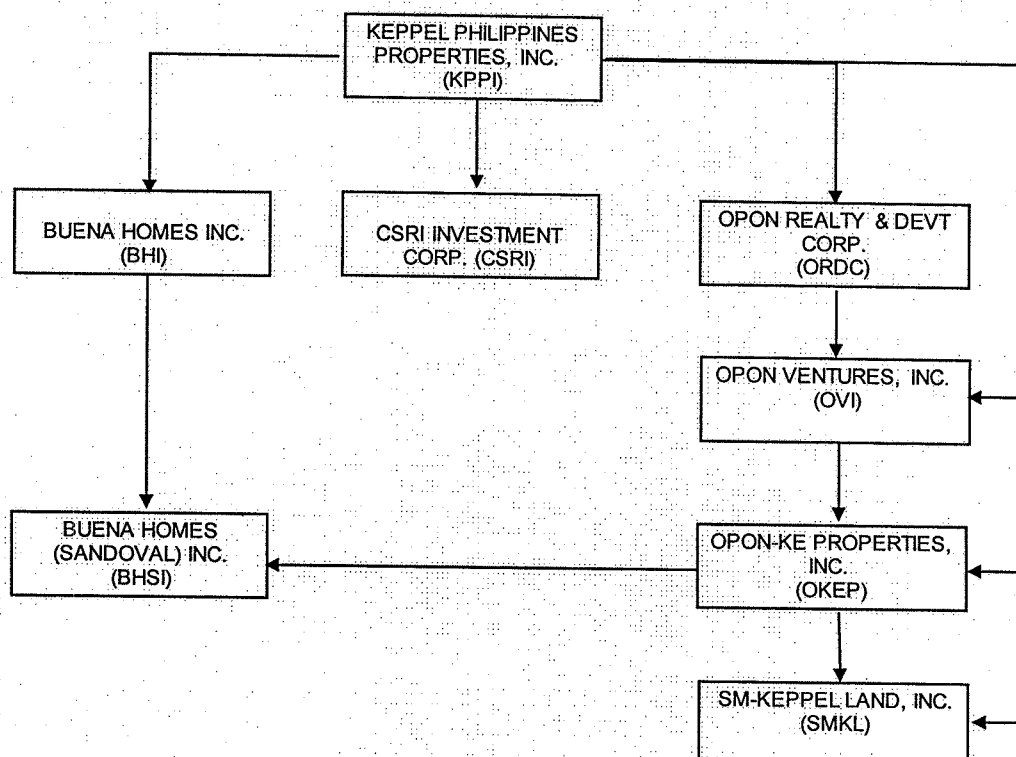 KEPPEL PHILIPPINES
PROPERTIES, INC.
(KPPI)
BUENA HOMES INC.
(BHI)
CSRI INVESTMENT
CORP. (CSRI)
OPON REALTY & DEVT
CORP.
(ORDC)
OPON VENTURES, INC.
(OVI)
BUENA HOMES
(SANDOVAL) INC.
(BHSI)
OPON-KE PROPERTIES,
INC.
(OKEP)
SM-KEPPEL LAND, INC.
(SMKL)